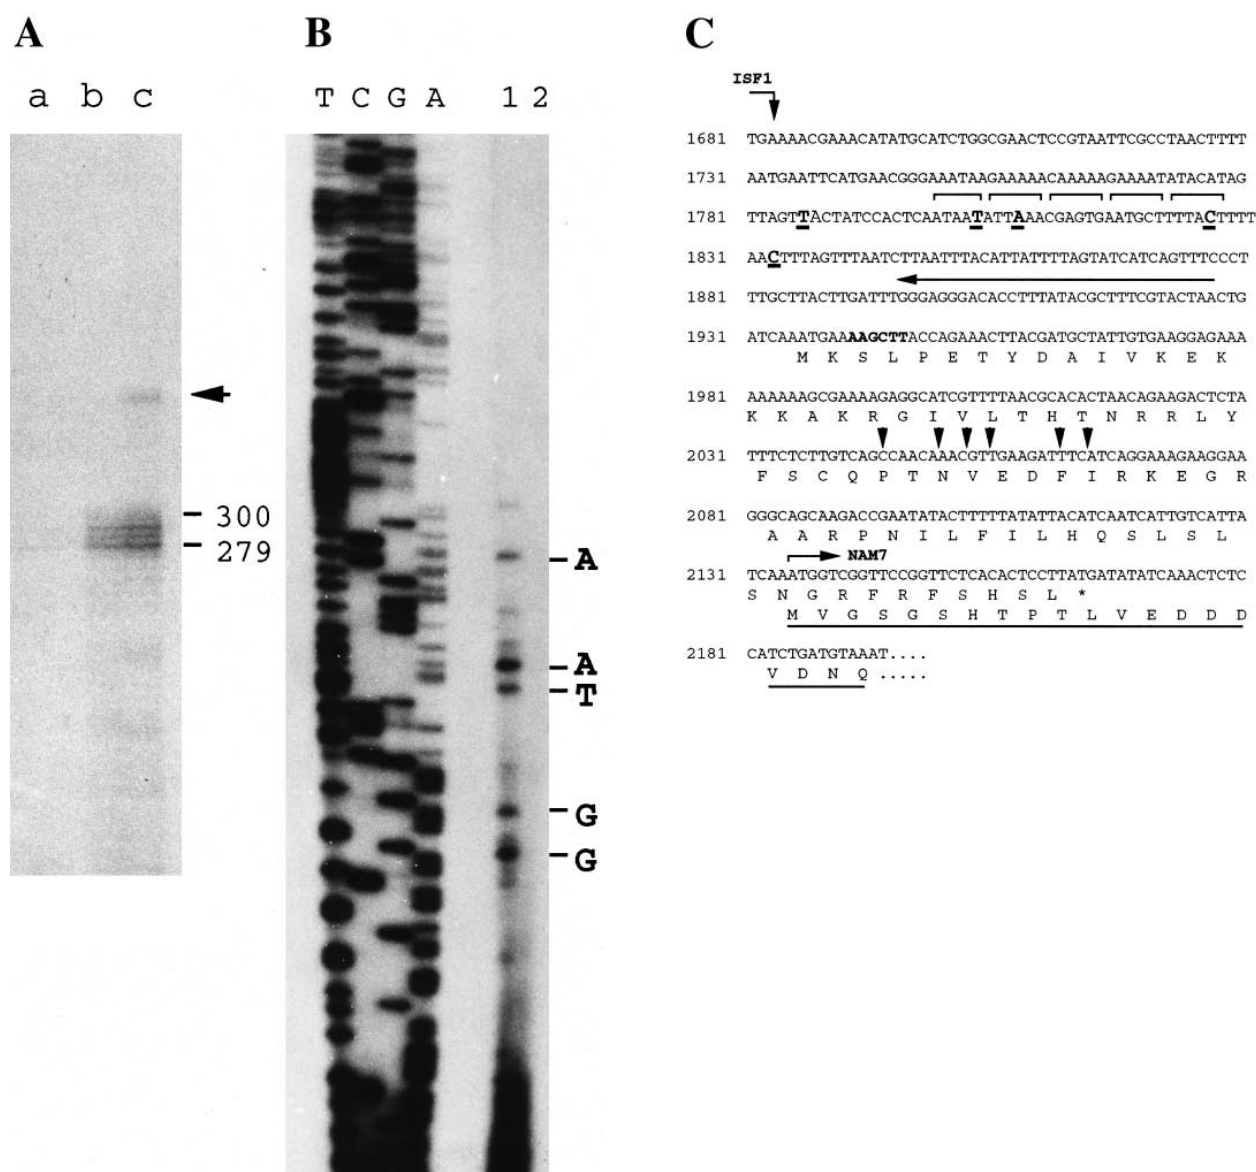 A
B
C
a b c
T C G A 1 2
300
279
A
A
T
G
G
ISF1
1681 TGAAAACGAAACATATGCATCTGGCGAACTCCGTAATTCGCCTAACTTTT
1731 AATGAATTCATGAACGGGAAATAAGAAAAACAAAAAGAAAATATACATAG
1781 TTAGTTACTATCCACTCAATAATATTAAACGAGTGAATGCTTTTACTTTT
1831 AACTTTAGTTTAATCTTAATTTACATTATTTTAGTATCATCAGTTTCCCT
1881 TTGCTTACTTGATTTGGGAGGGACACCTTTATACGCTTTCGTACTAACTG
1931 ATCAAATGAAAAGCTTACCAGAAACTTACGATGCTATTGTGAAGGAGAAA
M K S L P E T Y D A I V K E K
1981 AAAAAAGCGAAAAGAGGCATCGTTTTAACGCACACTAACAGAAGACTCTA
K K A K R G I V L T H T N R R L Y
2031 TTTCTCTTGTCAGCCAACAAACGTTGAAGATTTCATCAGGAAAGAAGGAA
F S C Q P T N V E D F I R K E G R
2081 GGGCAGCAAGACCGAATATACTTTTTATATTACATCAATCATTGTCATTA
A A R P N I L F I L H Q S L S L
NAM7
2131 TCAAATGGTCGGTTCCGGTTCTCACACTCCTTATGATATATCAAACTCTC
S N G R F R F S H S L *
M V G S G S H T P T L V E D D D
2181 CATCTGATGTAAAT....
V D N Q .....